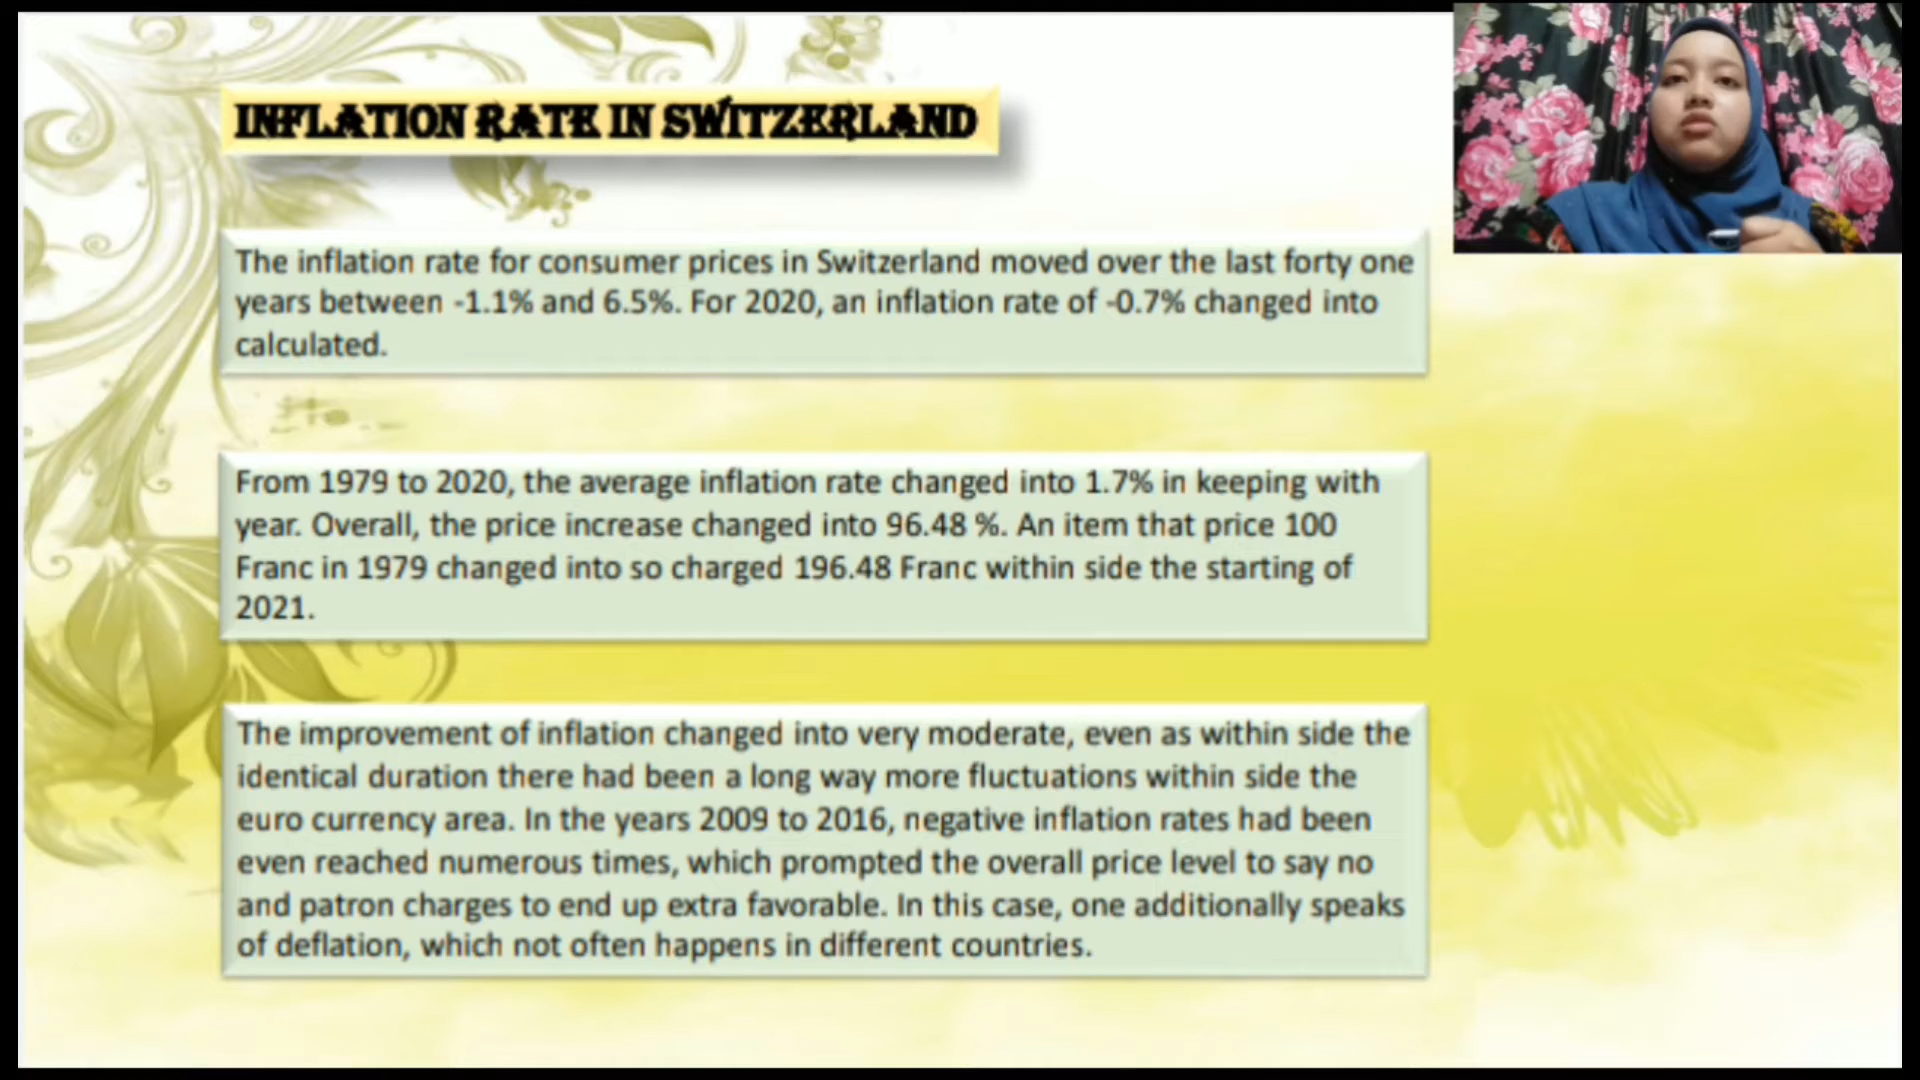 INFLATION RATE IN SWITZERLAND
The inflation rate for consumer prices in Switzerland moved over the last forty one
years between -1.1% and 6.5%. For 2020, an inflation rate of -0.7% changed into
calculated.
From 1979 to 2020, the average inflation rate changed into 1.7% in keeping with
year. Overall, the price increase changed into 96.48 %. An item that price 100
Franc in 1979 changed into so charged 196.48 Franc within side the starting of
2021.
The improvement of inflation changed into very moderate, even as within side the
identical duration there had been a long way more fluctuations within side the
euro currency area. In the years 2009 to 2016, negative inflation rates had been
even reached numerous times, which prompted the overall price level to say no
and patron charges to end up extra favorable. In this case, one additionally speaks
of deflation, which not often happens in different countries.